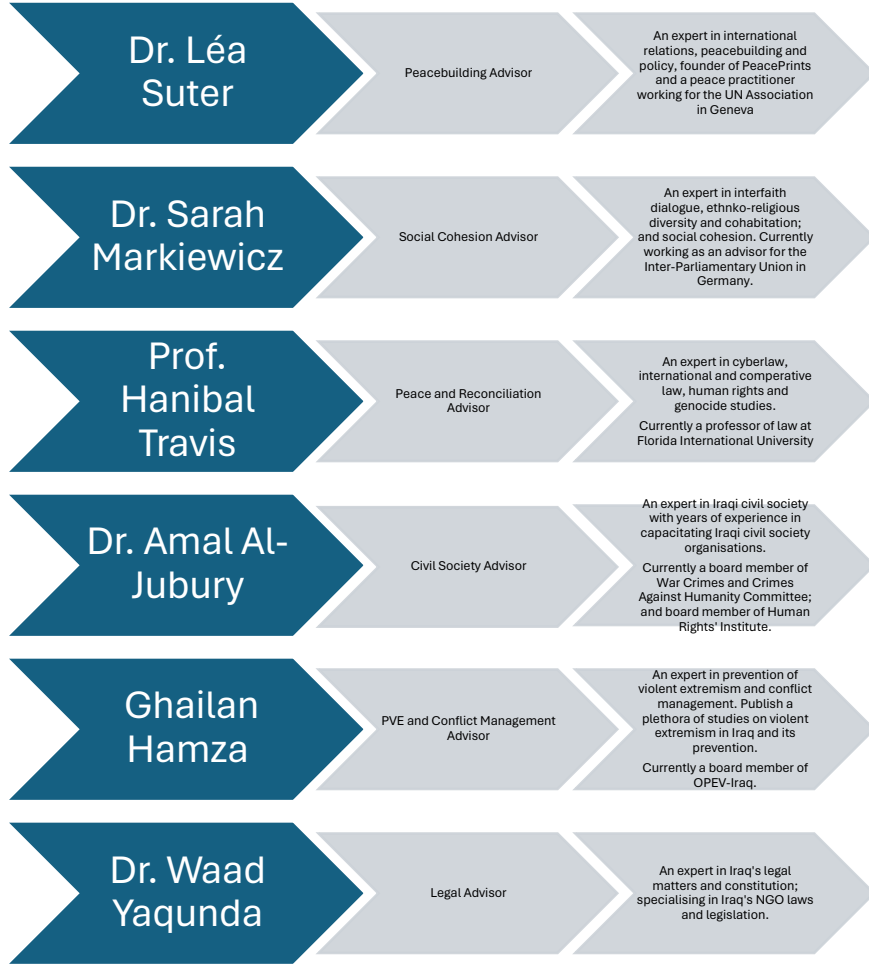 Dr. Léa
Suter
Peacebuilding Advisor
An expert in international
relations, peacebuilding and
policy, founder of PeacePrints
and a peace practitioner
working for the UN Association
in Geneva
Dr. Sarah
Markiewicz
Social Cohesion Advisor
An expert in interfaith
dialogue, ethnko-religious
diversity and cohabitation;
and social cohesion. Currently
working as an advisor for the
Inter-Parliamentary Union in
Germany.
Prof.
Hanibal
Travis
Peace and Reconciliation
Advisor
An expert in cyberlaw,
international and comperative
law, human rights and
genocide studies.
Currently a professor of law at
Florida International University
Dr. Amal Al-
Jubury
Civil Society Advisor
An expert in Iraqi civil society
with years of experience in
capacitating Iraqi civil society
organisations.
Currently a board member of
War Crimes and Crimes
Against Humanity Committee;
and board member of Human
Rights' Institute.
Ghailan
Hamza
PVE and Conflict Management
Advisor
An expert in prevention of
violent extremism and conflict
management. Publish a
plethora of studies on violent
extremism in Iraq and its
prevention.
Currently a board member of
OPEV-Iraq.
Dr. Waad
Yaqunda
Legal Advisor
An expert in Iraq's legal
matters and constitution;
specialising in Iraq's NGO laws
and legislation.